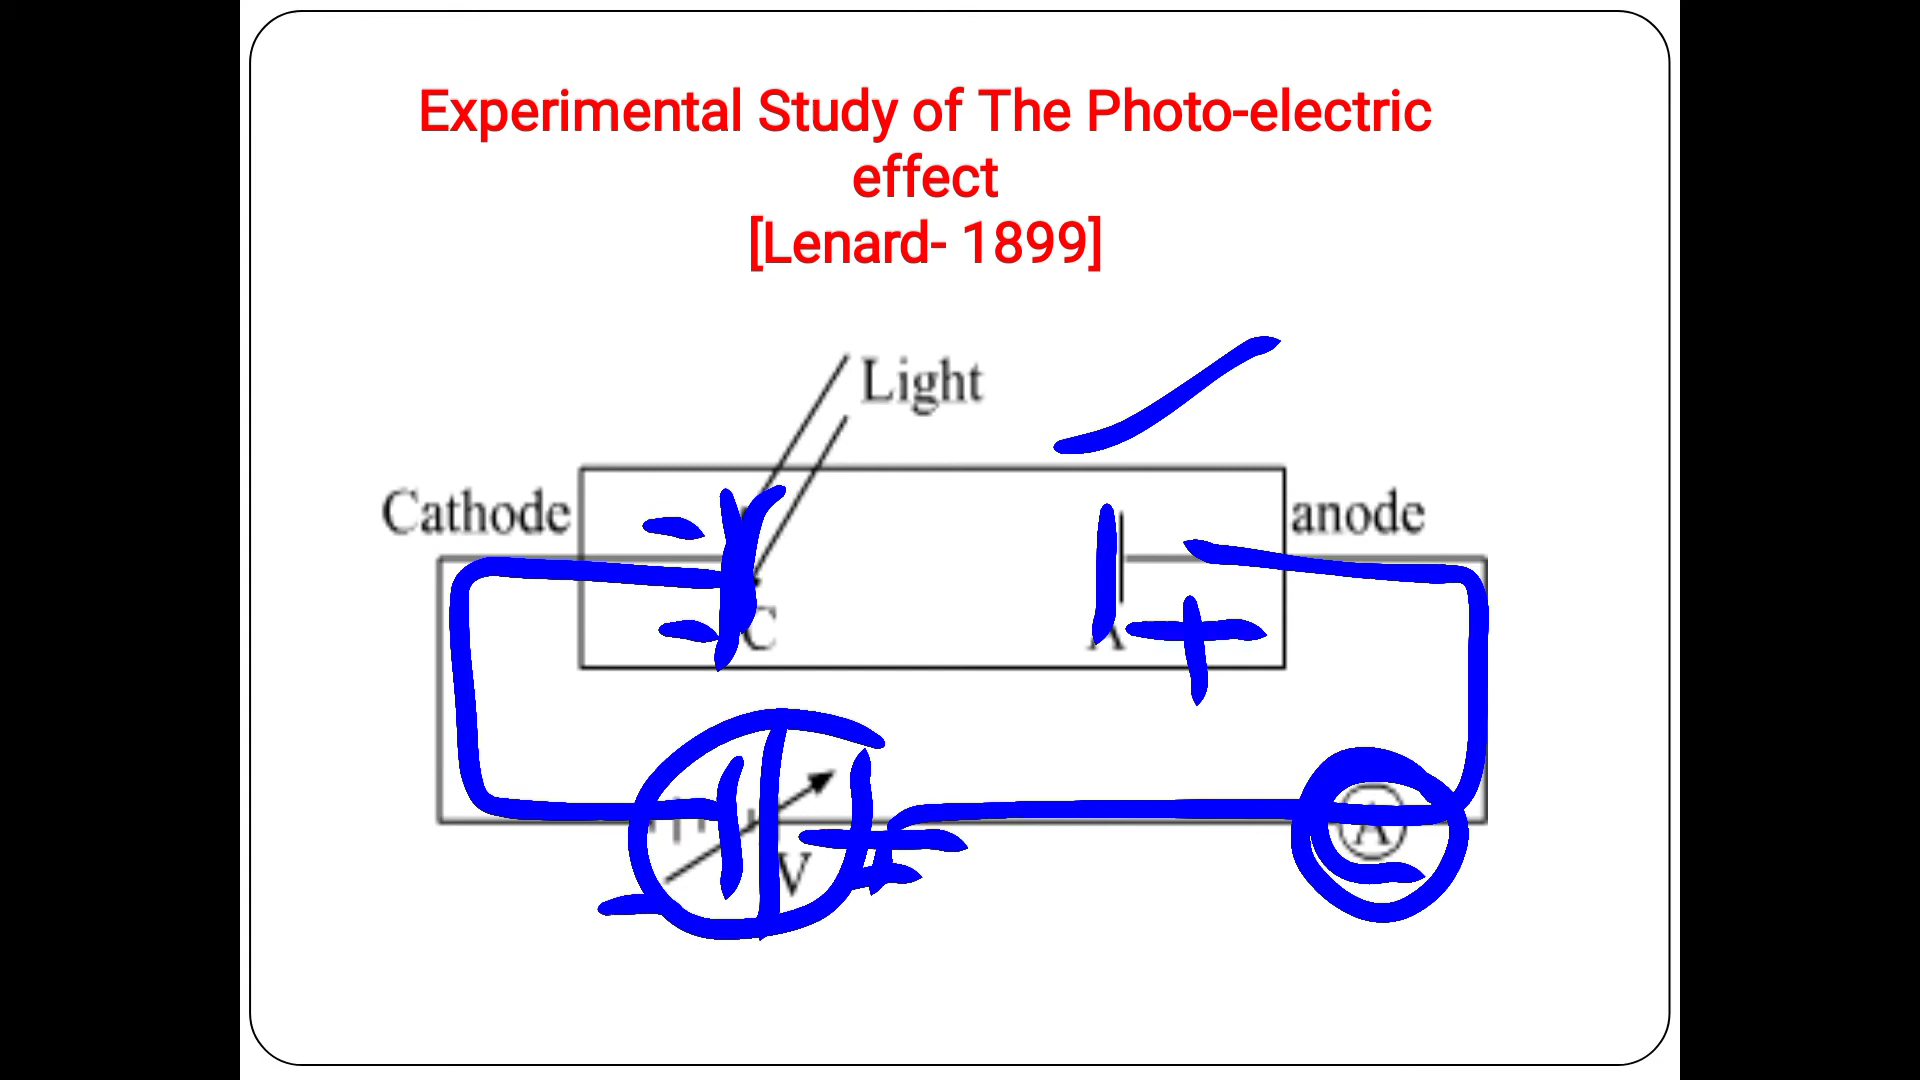 Experimental Study of The Photo-electric
effect
[Lenard- 1899]
Light
Cathode
anode
C
A
V
A